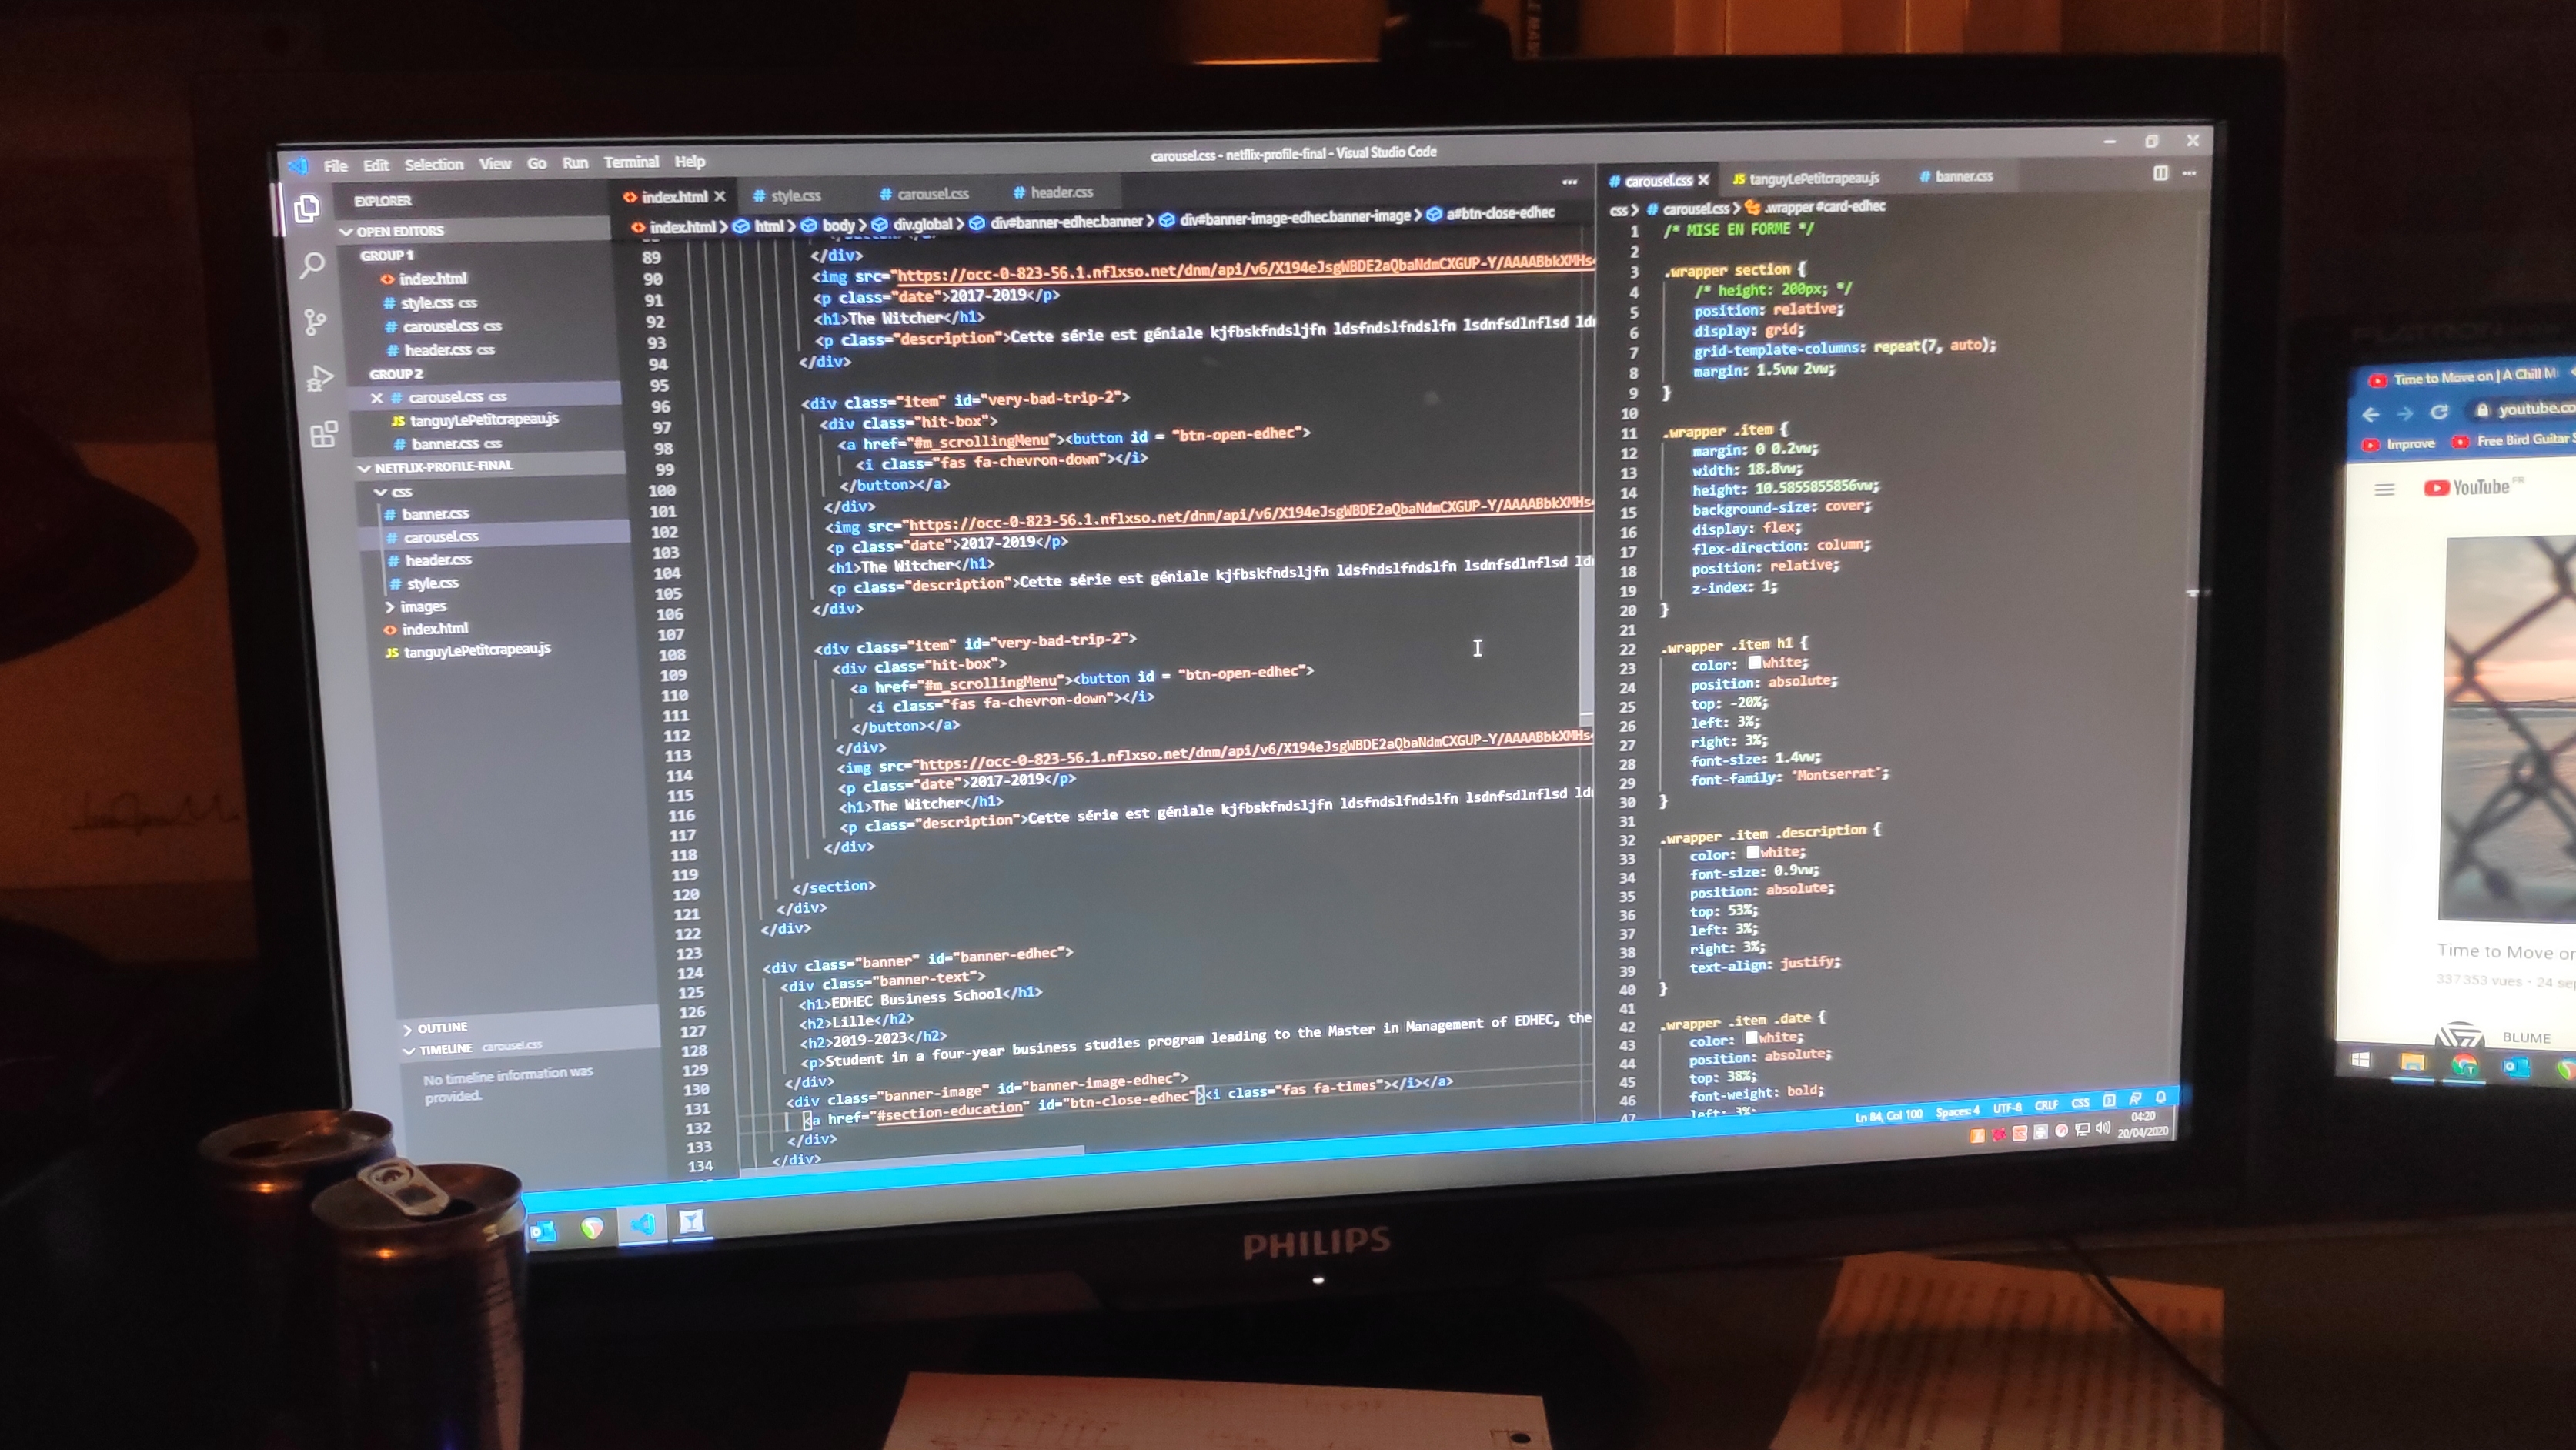 File Edit Selection View Go Run Terminal Help
carousel.css - netflix-profile-final - Visual Studio Code
EXPLORER
OPEN EDITORS
GROUP 1
index.html
style.css css
carousel.css css
header.css css
GROUP 2
carousel.css css
JS tanguyLePetitcrapeau.js
banner.css css
NETFLIX-PROFILE-FINAL
css
banner.css
carousel.css
header.css
style.css
images
index.html
JS tanguyLePetitcrapeau.js
OUTLINE
TIMELINE carousel.css
No timeline information was
provided.
index.html style.css carousel.css header.css
index.html > html > body > div.global > div#banner-edhec.banner > div#banner-image-edhec.banner-image > a#btn-close-edhec
89 </div>
90 <img src="https://occ-0-823-56.1.nflxso.net/dnm/api/v6/X194eJsgWBDE2aQbaNdmCXGUP-Y/AAAABbkXMHs
91 <p class="date">2017-2019</p>
92 <h1>The Witcher</h1>
93 <p class="description">Cette série est géniale kjfbskfndsljfn ldsfndslfndslfn lsdnfsdlnflsd ld
94 </div>
95
96 <div class="item" id="very-bad-trip-2">
97 <div class="hit-box">
98 <a href="#m_scrollingMenu"><button id = "btn-open-edhec">
99 <i class="fas fa-chevron-down"></i>
100 </button></a>
101 </div>
102 <img src="https://occ-0-823-56.1.nflxso.net/dnm/api/v6/X194eJsgWBDE2aQbaNdmCXGUP-Y/AAAABbkXMHs
103 <p class="date">2017-2019</p>
104 <h1>The Witcher</h1>
105 <p class="description">Cette série est géniale kjfbskfndsljfn ldsfndslfndslfn lsdnfsdlnflsd ld
106 </div>
107
108 <div class="item" id="very-bad-trip-2">
109 <div class="hit-box">
110 <a href="#m_scrollingMenu"><button id = "btn-open-edhec">
111 <i class="fas fa-chevron-down"></i>
112 </button></a>
113 </div>
114 <img src="https://occ-0-823-56.1.nflxso.net/dnm/api/v6/X194eJsgWBDE2aQbaNdmCXGUP-Y/AAAABbkXMHs
115 <p class="date">2017-2019</p>
116 <h1>The Witcher</h1>
117 <p class="description">Cette série est géniale kjfbskfndsljfn ldsfndslfndslfn lsdnfsdlnflsd ld
118 </div>
119
120 </section>
121 </div>
122 </div>
123
124 <div class="banner" id="banner-edhec">
125 <div class="banner-text">
126 <h1>EDHEC Business School</h1>
127 <h2>Lille</h2>
128 <h2>2019-2023</h2>
129 <p>Student in a four-year business studies program leading to the Master in Management of EDHEC, the
130 </div>
131 <div class="banner-image" id="banner-image-edhec">
132 <a href="#section-education" id="btn-close-edhec"><i class="fas fa-times"></i></a>
133 </div>
134 </div>
carousel.css JS tanguyLePetitcrapeau.js banner.css
css > carousel.css > .wrapper #card-edhec
1 /* MISE EN FORME */
2
3 .wrapper section {
4 /* height: 200px; */
5 position: relative;
6 display: grid;
7 grid-template-columns: repeat(7, auto);
8 margin: 1.5vw 2vw;
9 }
10
11 .wrapper .item {
12 margin: 0 0.2vw;
13 width: 18.8vw;
14 height: 10.5855855856vw;
15 background-size: cover;
16 display: flex;
17 flex-direction: column;
18 position: relative;
19 z-index: 1;
20 }
21
22 .wrapper .item h1 {
23 color: white;
24 position: absolute;
25 top: -20%;
26 left: 3%;
27 right: 3%;
28 font-size: 1.4vw;
29 font-family: 'Montserrat';
30 }
31
32 .wrapper .item .description {
33 color: white;
34 font-size: 0.9vw;
35 position: absolute;
36 top: 53%;
37 left: 3%;
38 right: 3%;
39 text-align: justify;
40 }
41
42 .wrapper .item .date {
43 color: white;
44 position: absolute;
45 top: 38%;
46 font-weight: bold;
47 left: 3%;
Ln 84, Col 100 Spaces: 4 UTF-8 CRLF CSS
04:20
20/04/2020
PHILIPS
Time to Move on | A Chill M
youtube.co
Improve Free Bird Guitar S
YouTube FR
Time to Move on
337 353 vues • 24 sep
BLUME